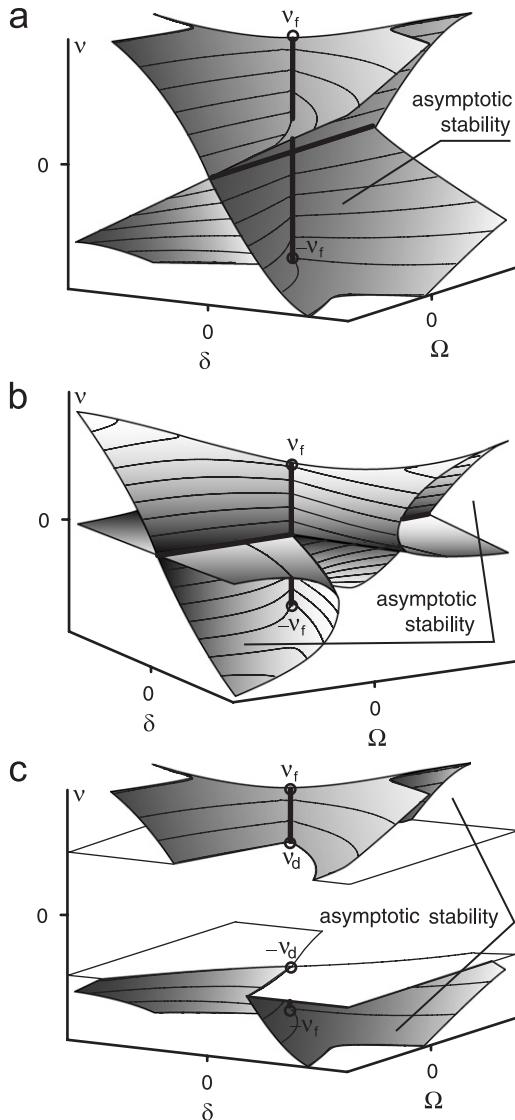 a
ν
ν_f
asymptotic
stability
0
−ν_f
0
0
δ
Ω
b
ν
ν_f
0
asymptotic
stability
−ν_f
0
0
δ
Ω
c
ν
ν_f
ν_d
0
asymptotic stability
−ν_d
−ν_f
0
0
δ
Ω